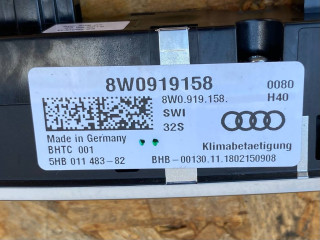 8W0919158 0080
8W0.919.158. H40
SWI
32S
Made in Germany
BHTC 001 Klimabetaetigung
5HB 011 483-82 BHB-00130.11.1802150908